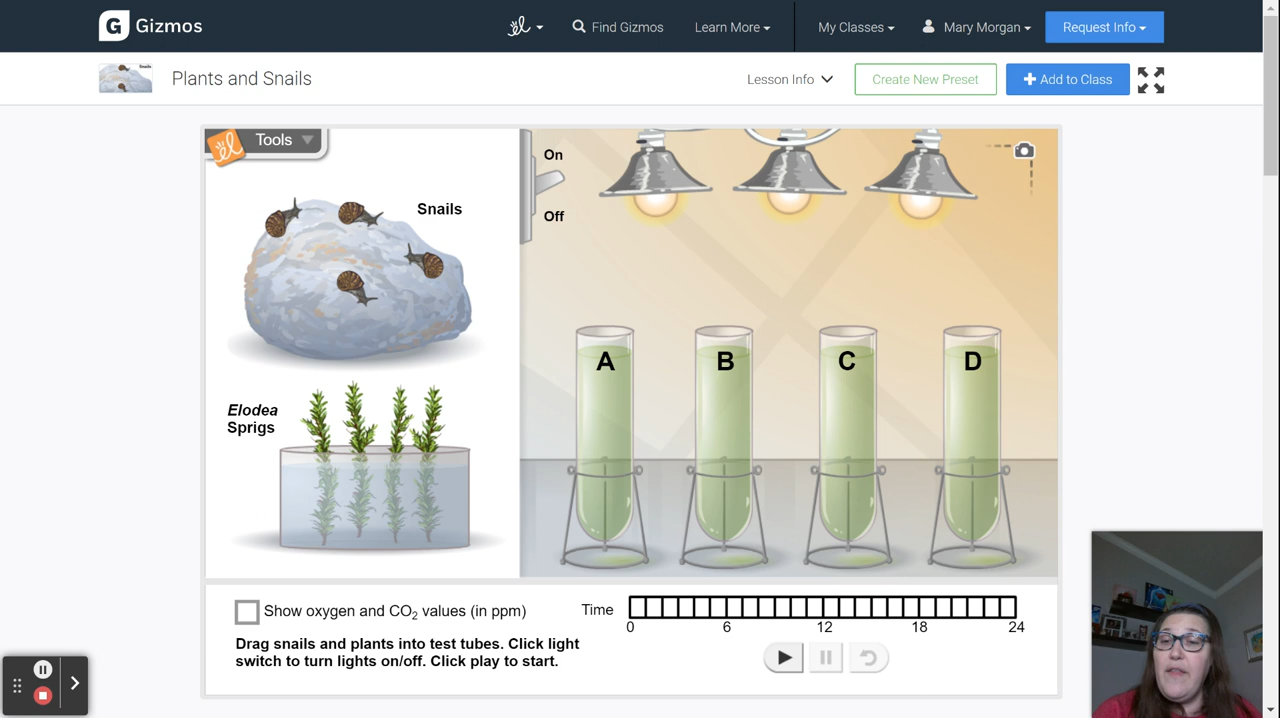 G Gizmos
Find Gizmos
Learn More
My Classes
Mary Morgan
Request Info
Plants and Snails
Lesson Info
Create New Preset
Add to Class
Tools
On
Off
Snails
A B C D
Elodea
Sprigs
Show oxygen and CO₂ values (in ppm)
Time
0 6 12 18 24
Drag snails and plants into test tubes. Click light
switch to turn lights on/off. Click play to start.